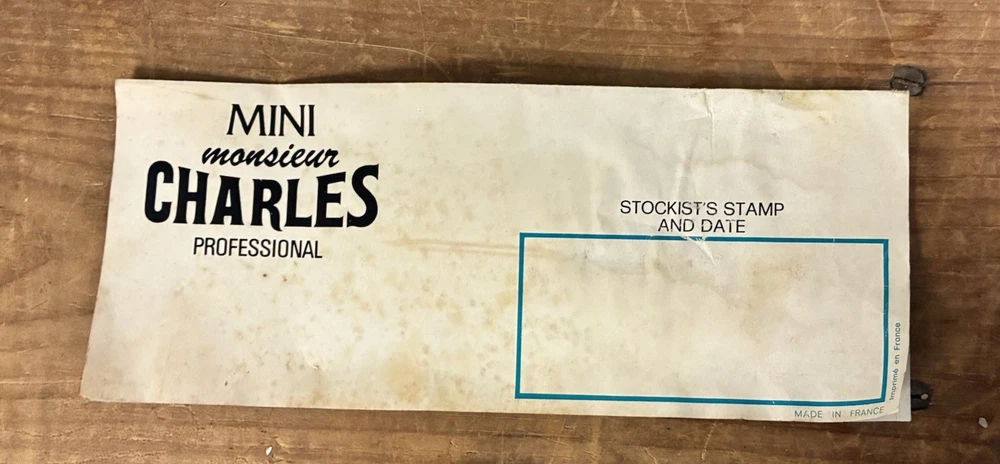 MINI
monsieur
CHARLES
PROFESSIONAL
STOCKIST'S STAMP
AND DATE
MADE IN FRANCE
Imprimé en France